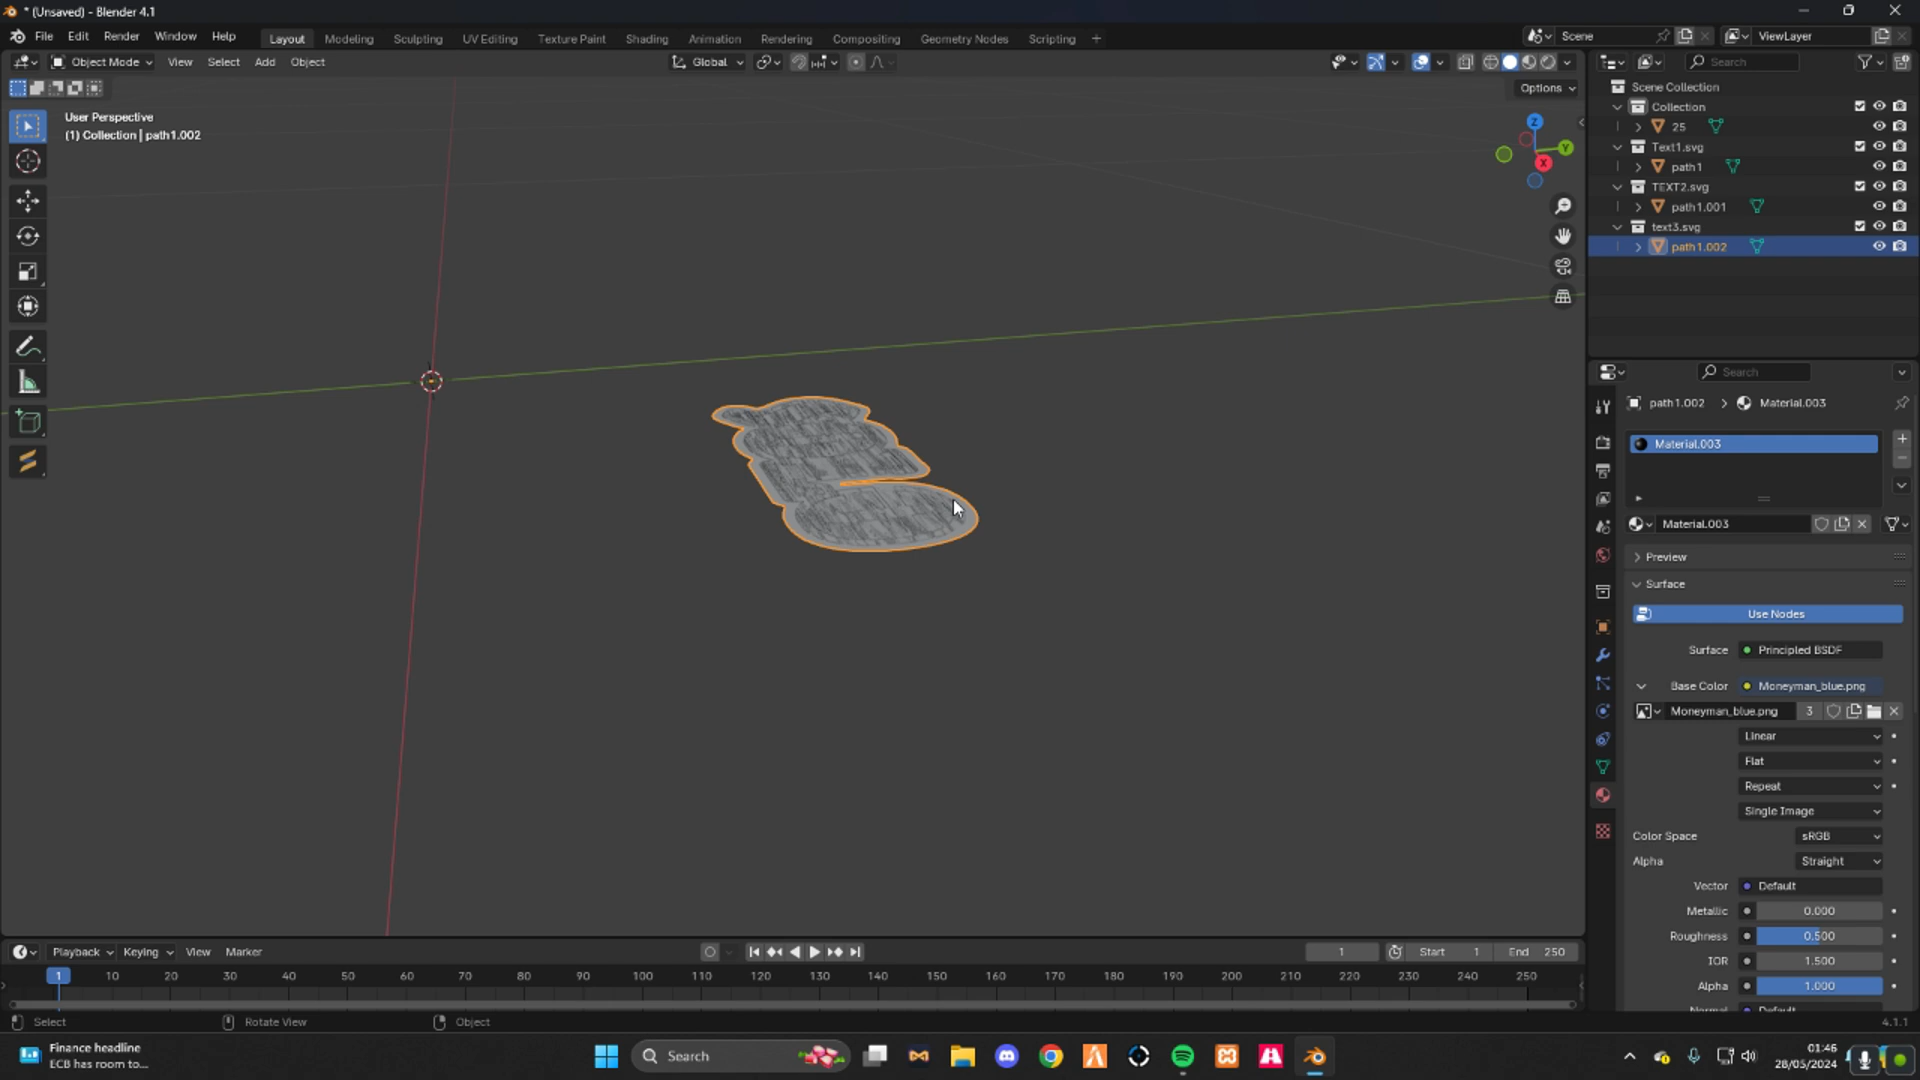 * (Unsaved) - Blender 4.1
File Edit Render Window Help
Layout Modeling Sculpting UV Editing Texture Paint Shading Animation Rendering Compositing Geometry Nodes Scripting +
Scene ViewLayer
Object Mode View Select Add Object Global Search
Options
User Perspective
(1) Collection | path1.002
Z
Y
X
Scene Collection
Collection
25
Text1.svg
path1
TEXT2.svg
path1.001
text3.svg
path1.002
Search
path1.002 > Material.003
Material.003
Material.003
Preview
Surface
Use Nodes
Surface Principled BSDF
Base Color Moneyman_blue.png
Moneyman_blue.png 3
Linear
Flat
Repeat
Single Image
Color Space sRGB
Alpha Straight
Vector Default
Metallic 0.000
Roughness 0.500
IOR 1.500
Alpha 1.000
Normal Default
Playback Keying View Marker 1 Start 1 End 250
1 10 20 30 40 50 60 70 80 90 100 110 120 130 140 150 160 170 180 190 200 210 220 230 240 250
Select Rotate View Object 4.1.1
Finance headline
ECB has room to...
Search
01:46
28/05/2024